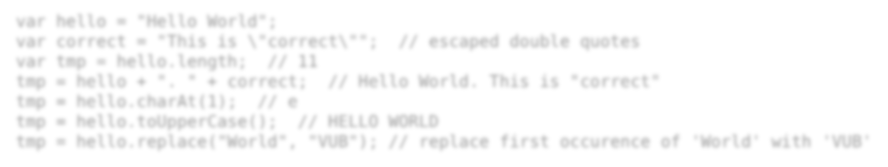 var hello = "Hello World";
var correct = "This is \"correct\"";  // escaped double quotes
var tmp = hello.length;  // 11
tmp = hello + ". " + correct;  // Hello World. This is "correct"
tmp = hello.charAt(1);  // e
tmp = hello.toUpperCase();  // HELLO WORLD
tmp = hello.replace("World", "VUB"); // replace first occurence of 'World' with 'VUB'